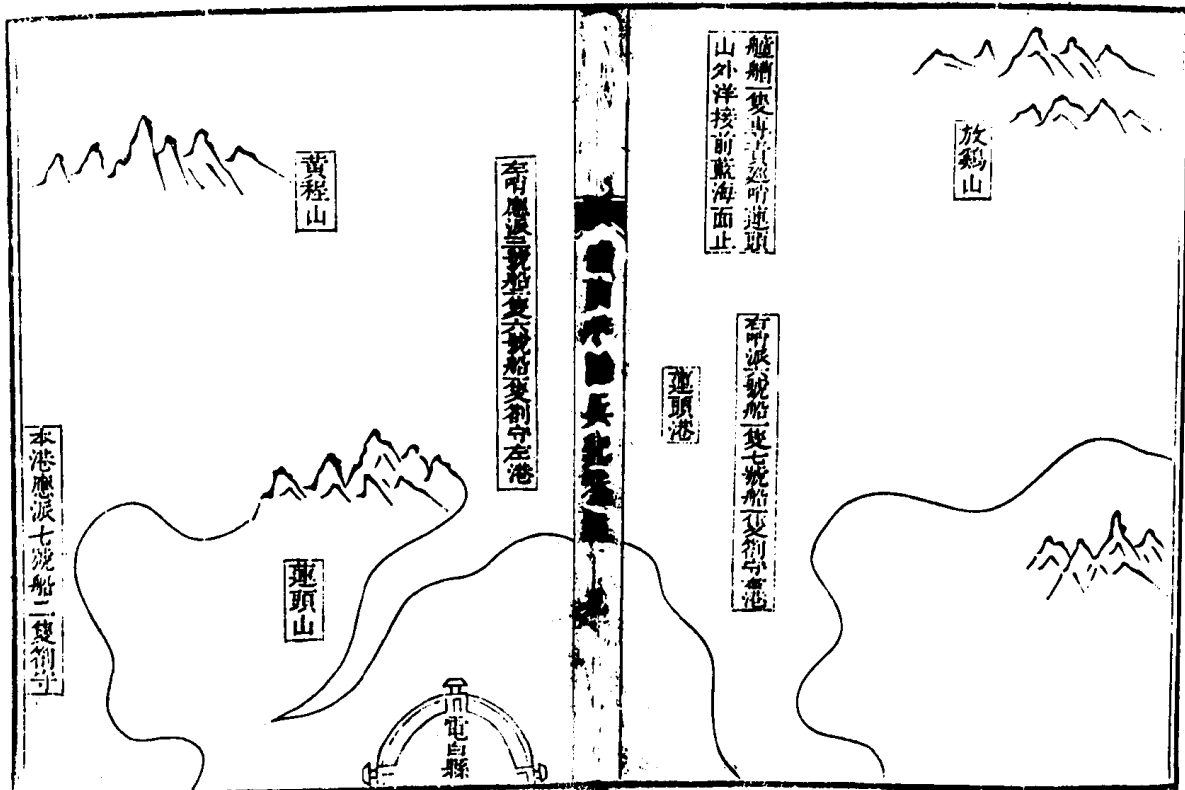 放鷄山
艫艚一隻專責巡哨蓮頭
山外洋接前藍海面止
右哨派六號船一隻七號船一隻劄守右港
蓮頭港
左哨應派三號船一隻六號船一隻劄守左港
黃程山
蓮頭山
電白縣
本港應派七號船二隻劄守